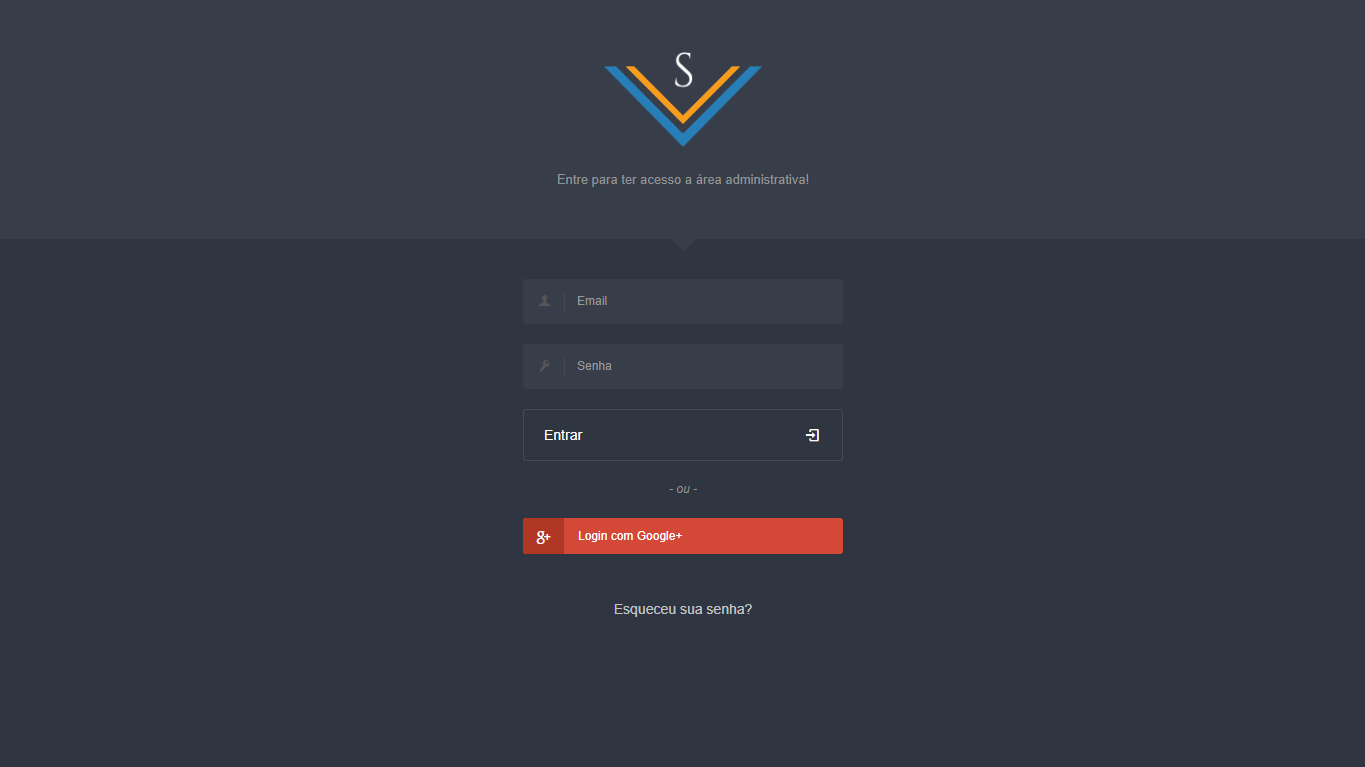 S
Entre para ter acesso a área administrativa!
Email
Senha
Entrar
- ou -
g+ Login com Google+
Esqueceu sua senha?